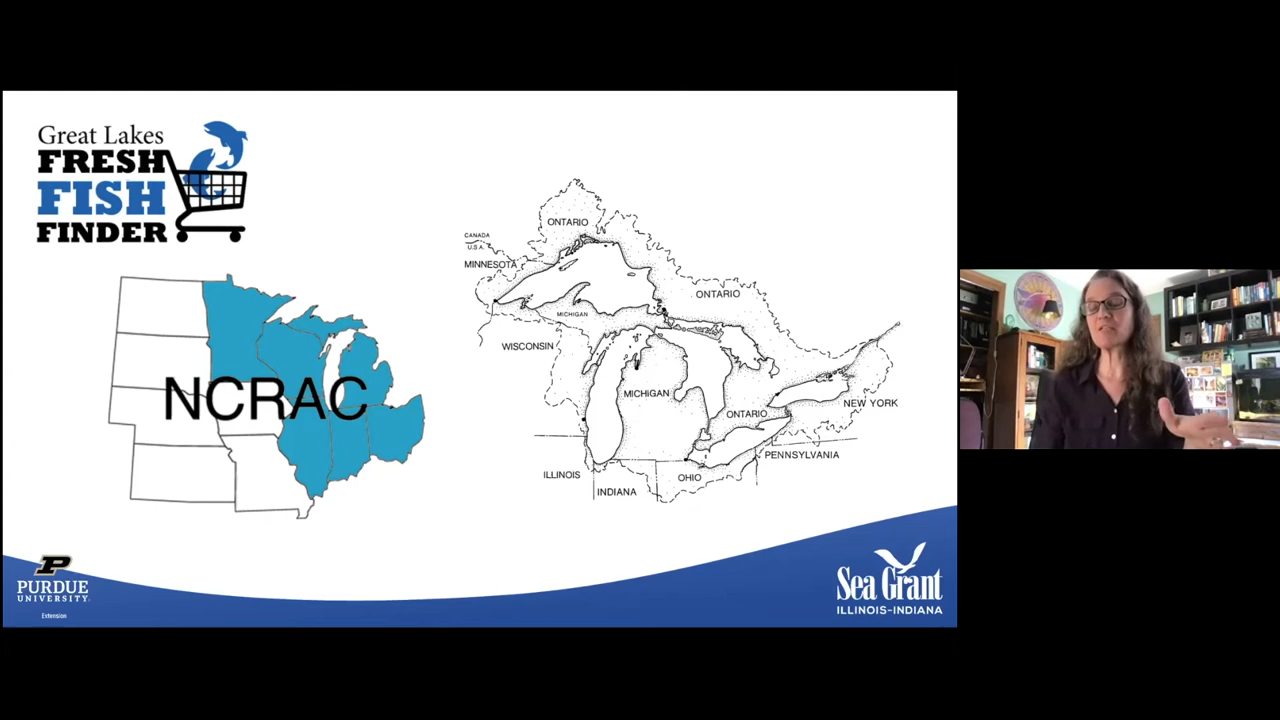 Great Lakes
FRESH
FISH
FINDER
NCRAC
ONTARIO
CANADA
U.S.A.
MINNESOTA
ONTARIO
MICHIGAN
WISCONSIN
MICHIGAN
NEW YORK
ONTARIO
PENNSYLVANIA
ILLINOIS
OHIO
INDIANA
P
PURDUE
UNIVERSITY
Extension
Sea Grant
ILLINOIS-INDIANA